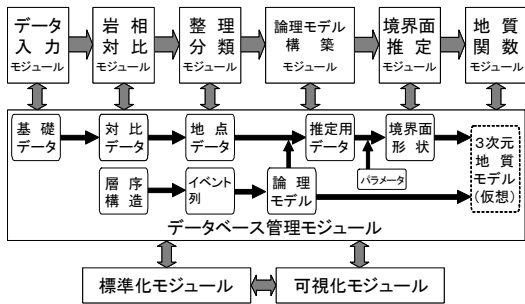 データ
入力
モジュール
岩相
対比
モジュール
整理
分類
モジュール
論理モデル
構築
モジュール
境界面
推定
モジュール
地質
関数
モジュール
基礎
データ
対比
データ
地点
データ
推定用
データ
境界面
形状
3次元
地質
モデル
(仮想)
層序
構造
イベント
列
論理
モデル
パラメータ
データベース管理モジュール
標準化モジュール
可視化モジュール